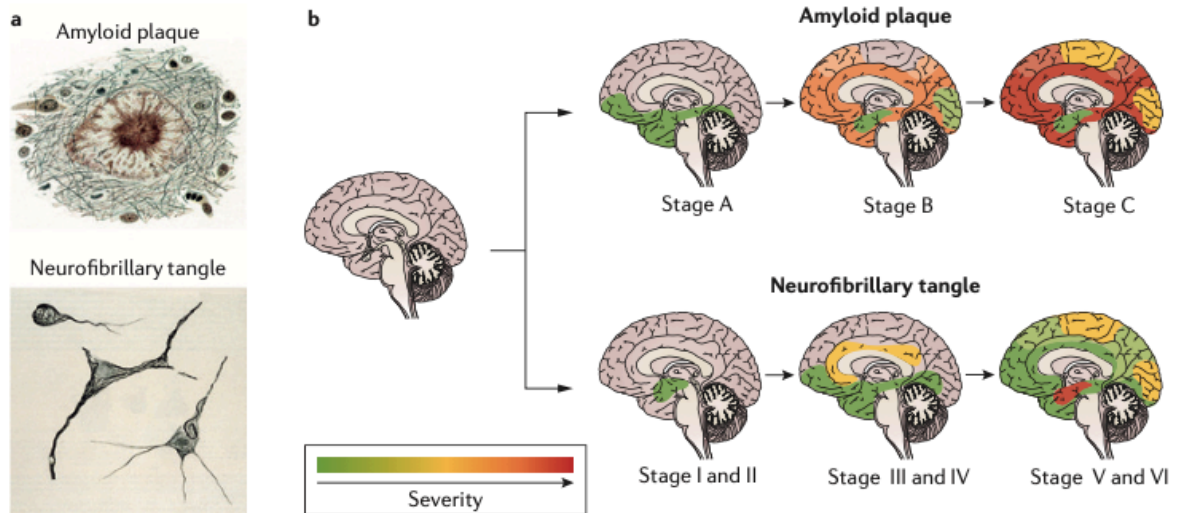 a
Amyloid plaque
Neurofibrillary tangle
b
Amyloid plaque
Stage A
Stage B
Stage C
Neurofibrillary tangle
Stage I and II
Stage III and IV
Stage V and VI
Severity